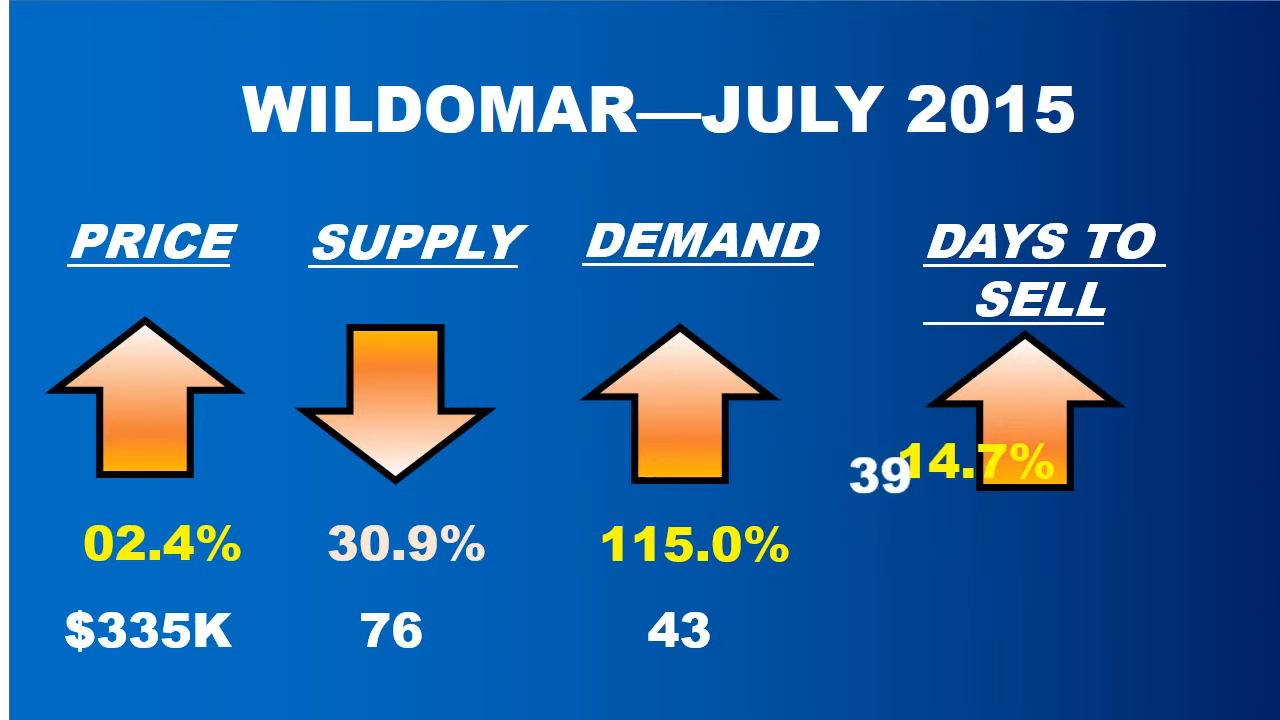 WILDOMAR—JULY 2015
PRICE
SUPPLY
DEMAND
DAYS TO
SELL
02.4%
30.9%
115.0%
14.7%
$335K
76
43
39